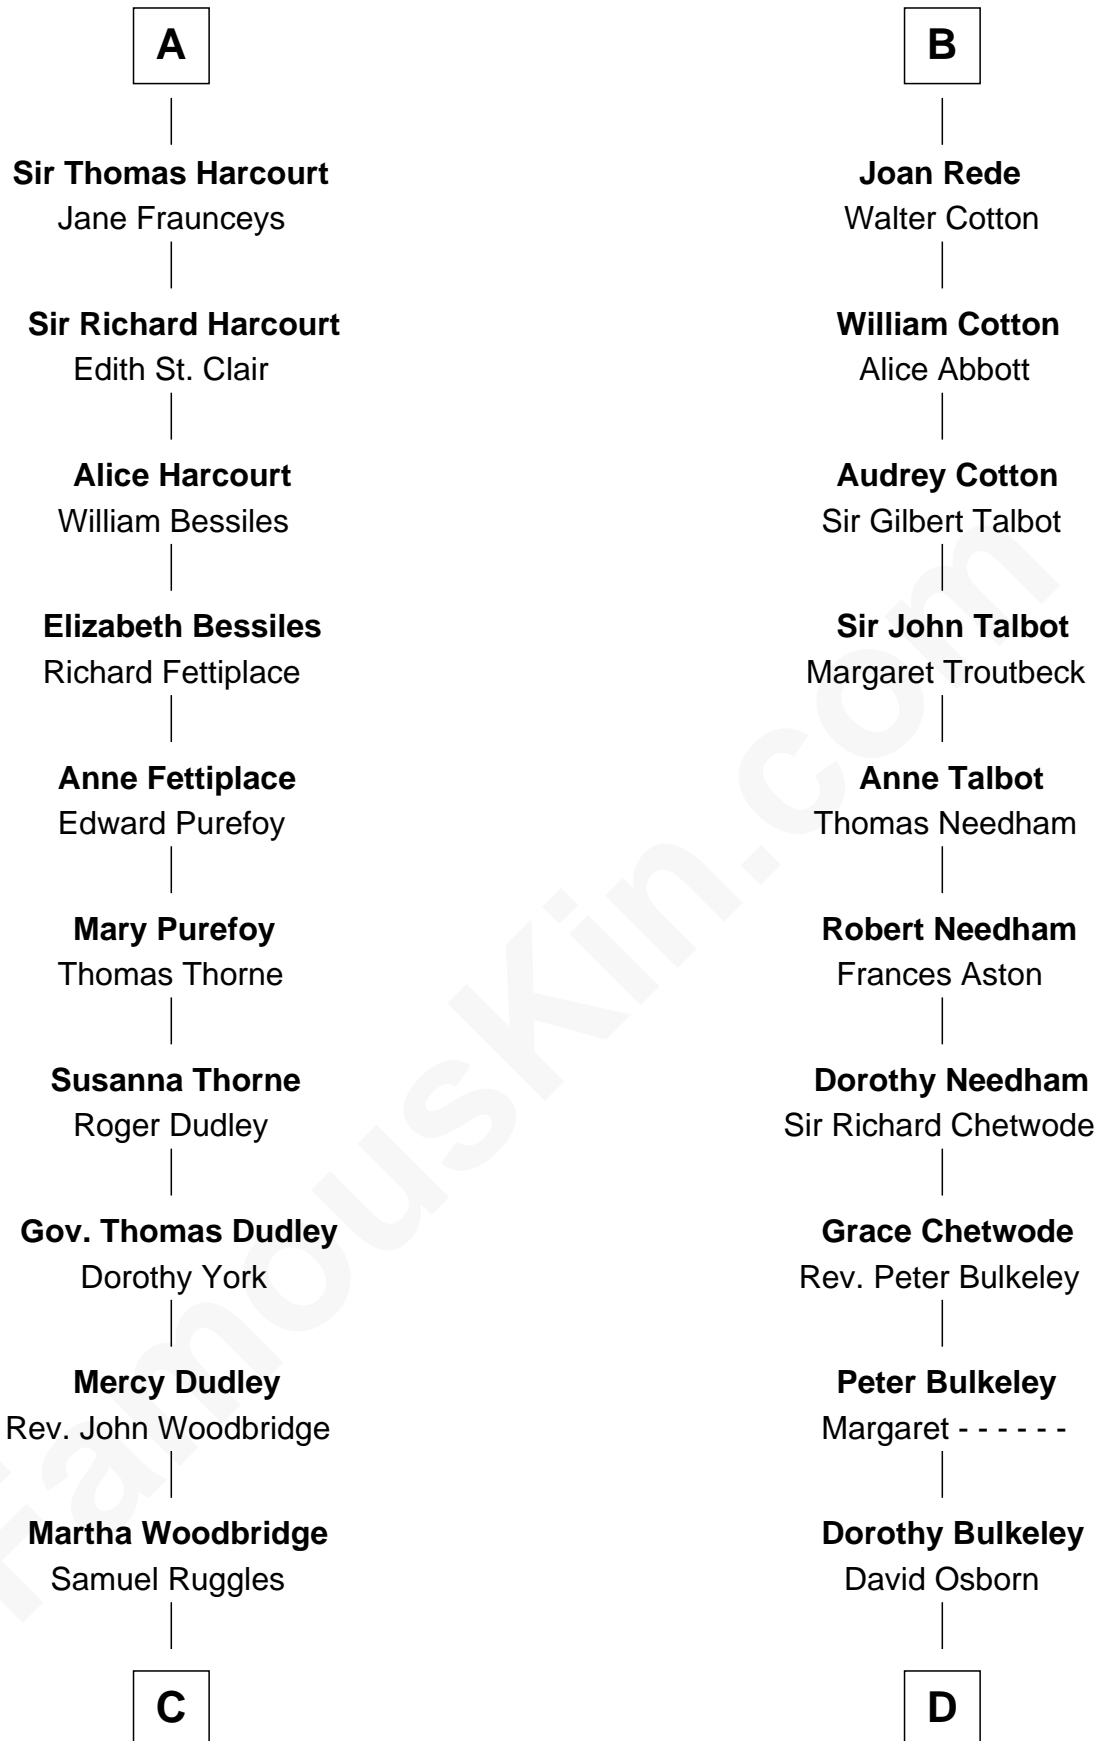 A
Sir Thomas Harcourt
Jane Fraunceys
Sir Richard Harcourt
Edith St. Clair
Alice Harcourt
William Bessiles
Elizabeth Bessiles
Richard Fettiplace
Anne Fettiplace
Edward Purefoy
Mary Purefoy
Thomas Thorne
Susanna Thorne
Roger Dudley
Gov. Thomas Dudley
Dorothy York
Mercy Dudley
Rev. John Woodbridge
Martha Woodbridge
Samuel Ruggles
C
B
Joan Rede
Walter Cotton
William Cotton
Alice Abbott
Audrey Cotton
Sir Gilbert Talbot
Sir John Talbot
Margaret Troutbeck
Anne Talbot
Thomas Needham
Robert Needham
Frances Aston
Dorothy Needham
Sir Richard Chetwode
Grace Chetwode
Rev. Peter Bulkeley
Peter Bulkeley
Margaret - - - - - -
Dorothy Bulkeley
David Osborn
D
FamousKin.com